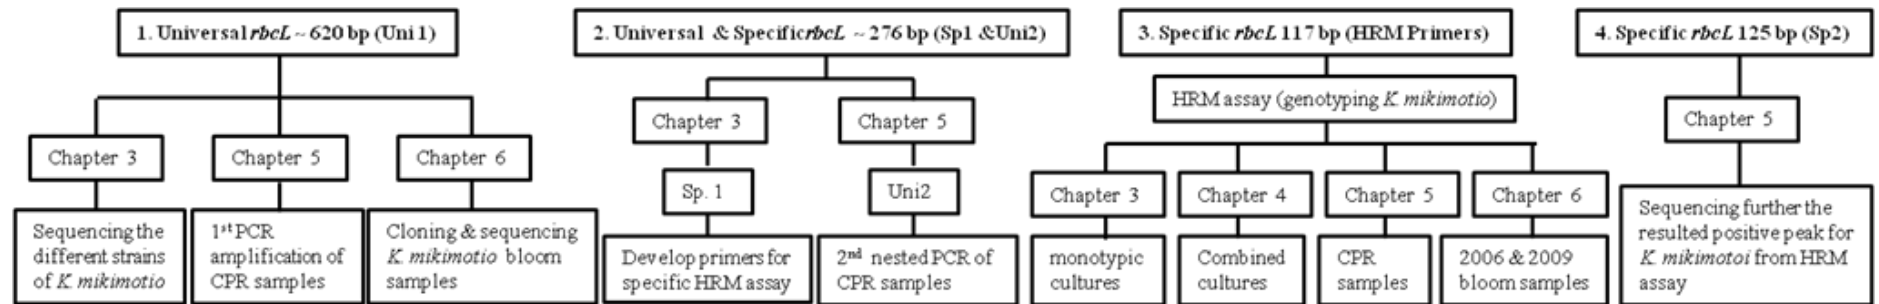 1. Universal rbcL ~ 620 bp (Uni 1)
Chapter 3
Sequencing the
different strains
of K. mikimotio
Chapter 5
1st PCR
amplification of
CPR samples
Chapter 6
Cloning & sequencing
K. mikimotio bloom
samples
2. Universal & Specific rbcL ~ 276 bp (Sp1 &Uni2)
Chapter 3
Sp. 1
Develop primers for
specific HRM assay
Chapter 5
Uni2
2nd nested PCR of
CPR samples
3. Specific rbcL 117 bp (HRM Primers)
HRM assay (genotyping K. mikimotio)
Chapter 3
monotypic
cultures
Chapter 4
Combined
cultures
Chapter 5
CPR
samples
Chapter 6
2006 & 2009
bloom samples
4. Specific rbcL 125 bp (Sp2)
Chapter 5
Sequencing further the
resulted positive peak for
K. mikimotoi from HRM
assay